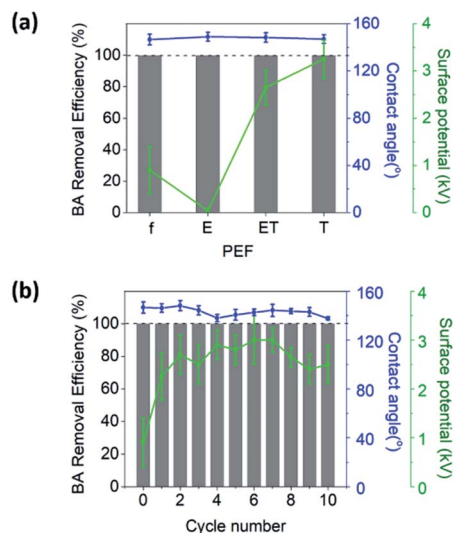 (a)
BA Removal Efficiency (%)
100
80
60
40
20
0
f E ET T
PEF
160
120
80
40
0
Contact angle(°)
4
3
2
1
0
Surface potential (kV)
(b)
BA Removal Efficiency (%)
120
100
80
60
40
20
0
0 2 4 6 8 10
Cycle number
160
120
80
40
0
Contact angle(°)
4
3
2
1
0
Surface potential (kV)